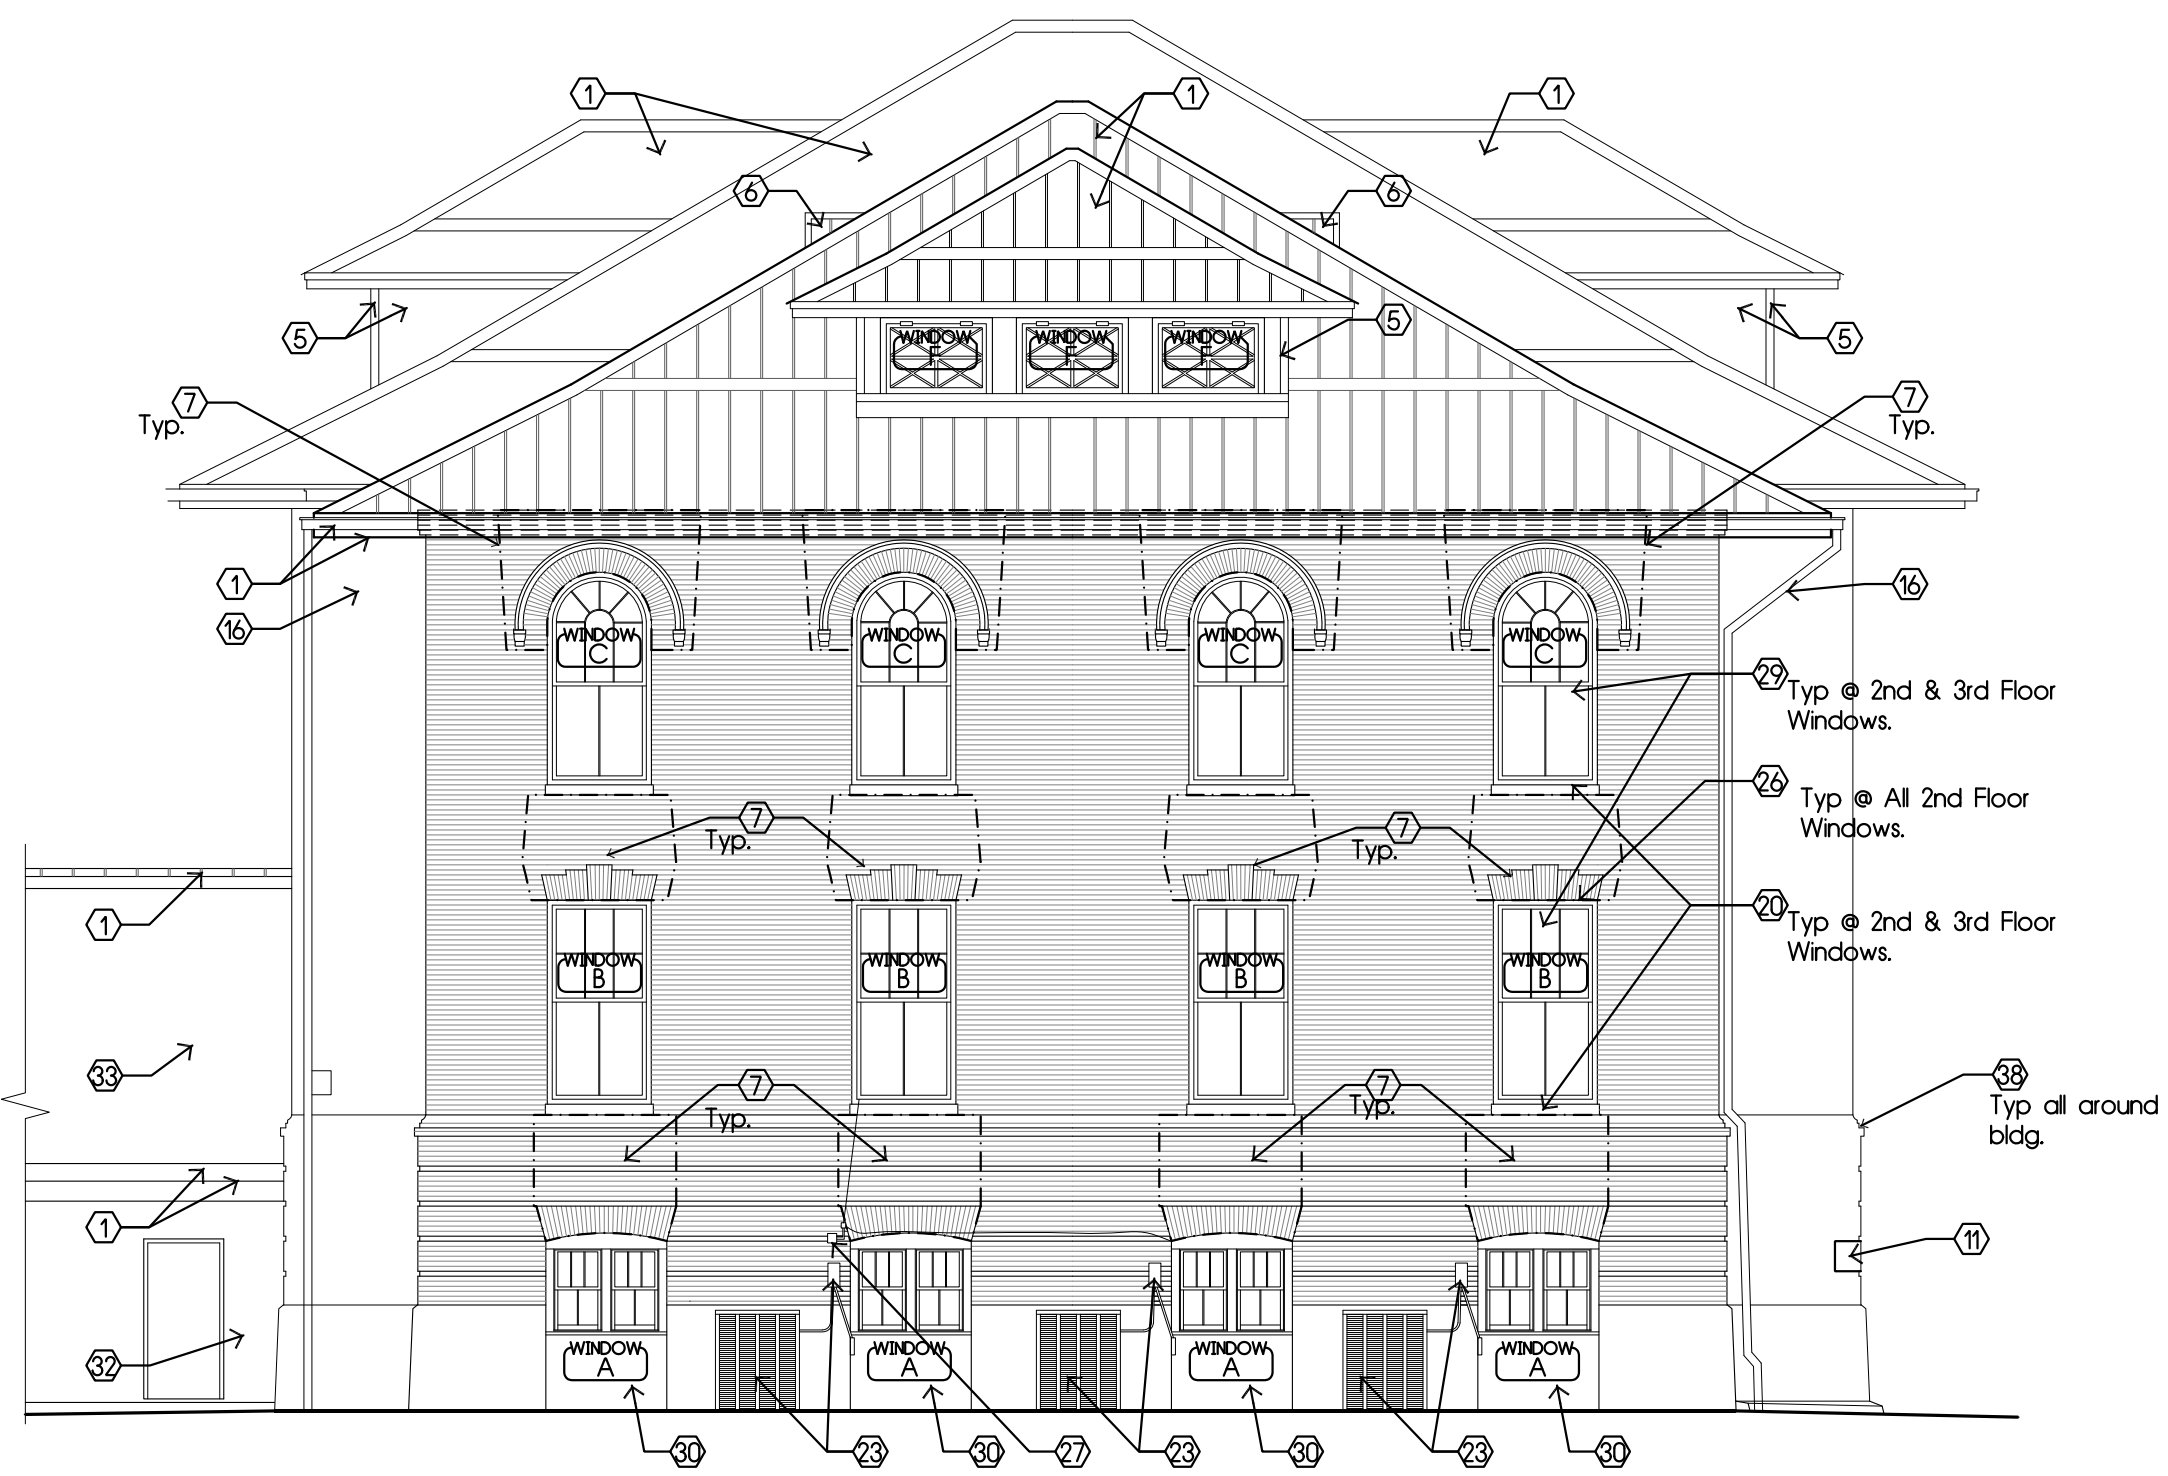 1
1
1
6
6
5
5
5
WINDOW
F
WINDOW
F
WINDOW
F
7
Typ.
7
Typ.
1
16
16
WINDOW
C
WINDOW
C
WINDOW
C
WINDOW
C
29
Typ @ 2nd & 3rd Floor
Windows.
26
Typ @ All 2nd Floor
Windows.
7
Typ.
7
Typ.
1
20
Typ @ 2nd & 3rd Floor
Windows.
WINDOW
B
WINDOW
B
WINDOW
B
WINDOW
B
33
7
Typ.
7
Typ.
38
Typ all around
bldg.
1
11
32
WINDOW
A
WINDOW
A
WINDOW
A
WINDOW
A
30
23
30
27
23
30
23
30